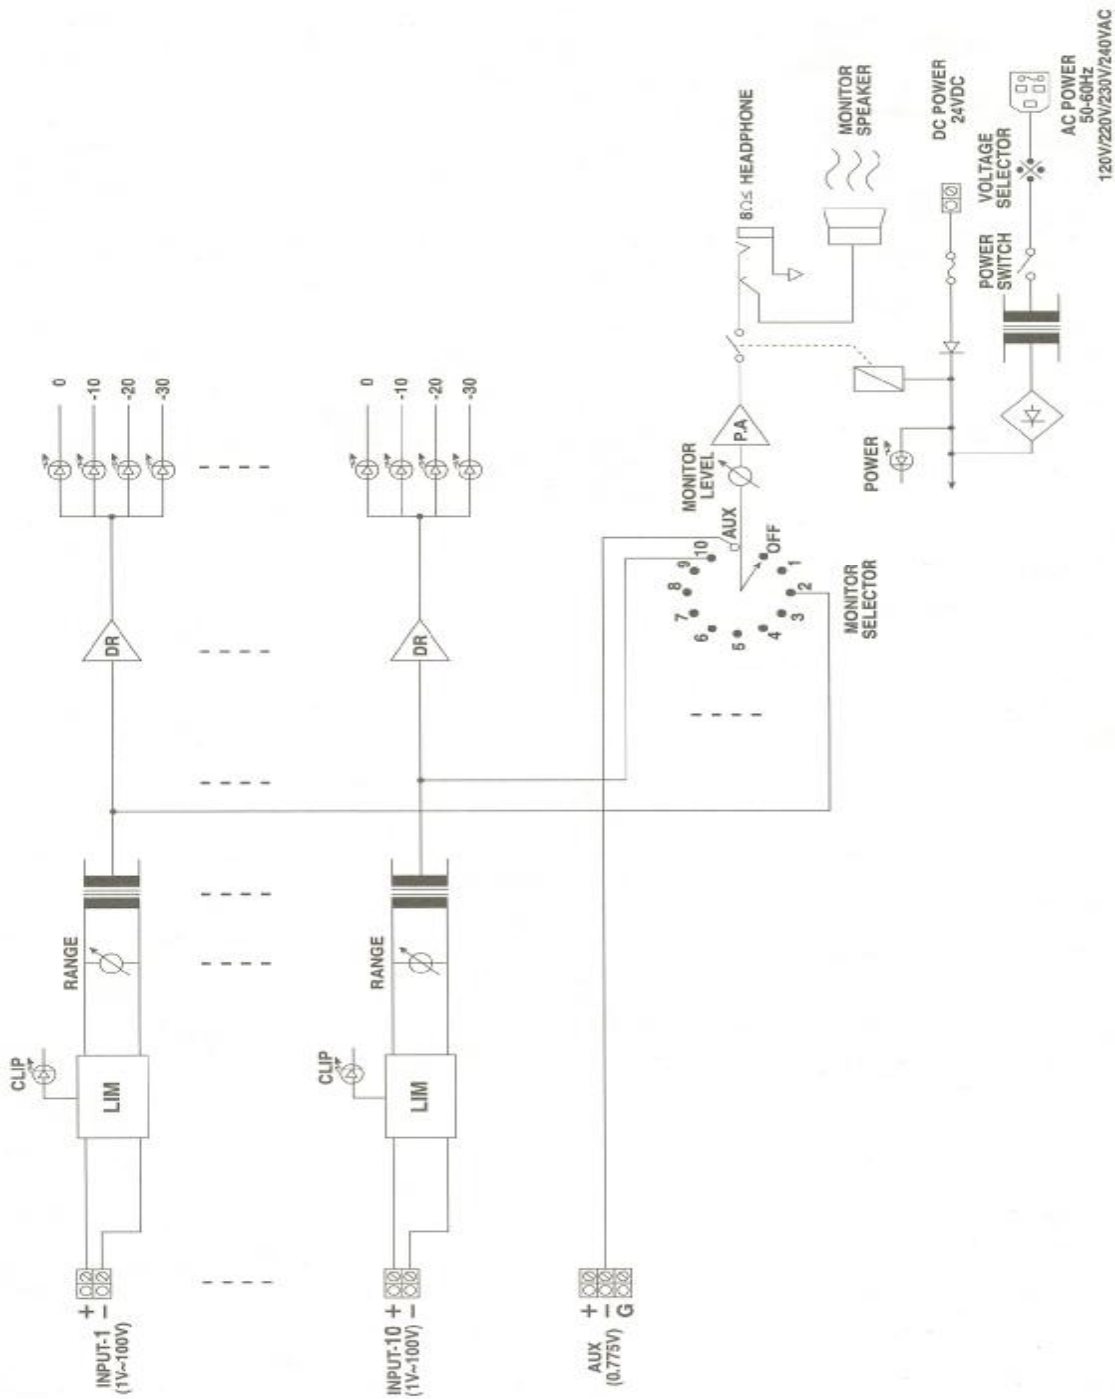 CLIP
LIM
RANGE
DR
0
-10
-20
-30
+
−
INPUT-1
(1V~100V)
CLIP
LIM
RANGE
DR
0
-10
-20
-30
+
−
INPUT-10
(1V~100V)
AUX
(0.775V)
+
−
G
MONITOR
SELECTOR
OFF
1
2
3
4
5
6
7
8
9
10
AUX
MONITOR
LEVEL
P.A
8Ω≤ HEADPHONE
MONITOR
SPEAKER
POWER
DC POWER
24VDC
POWER
SWITCH
VOLTAGE
SELECTOR
AC POWER
50-60Hz
120V/220V/230V/240VAC